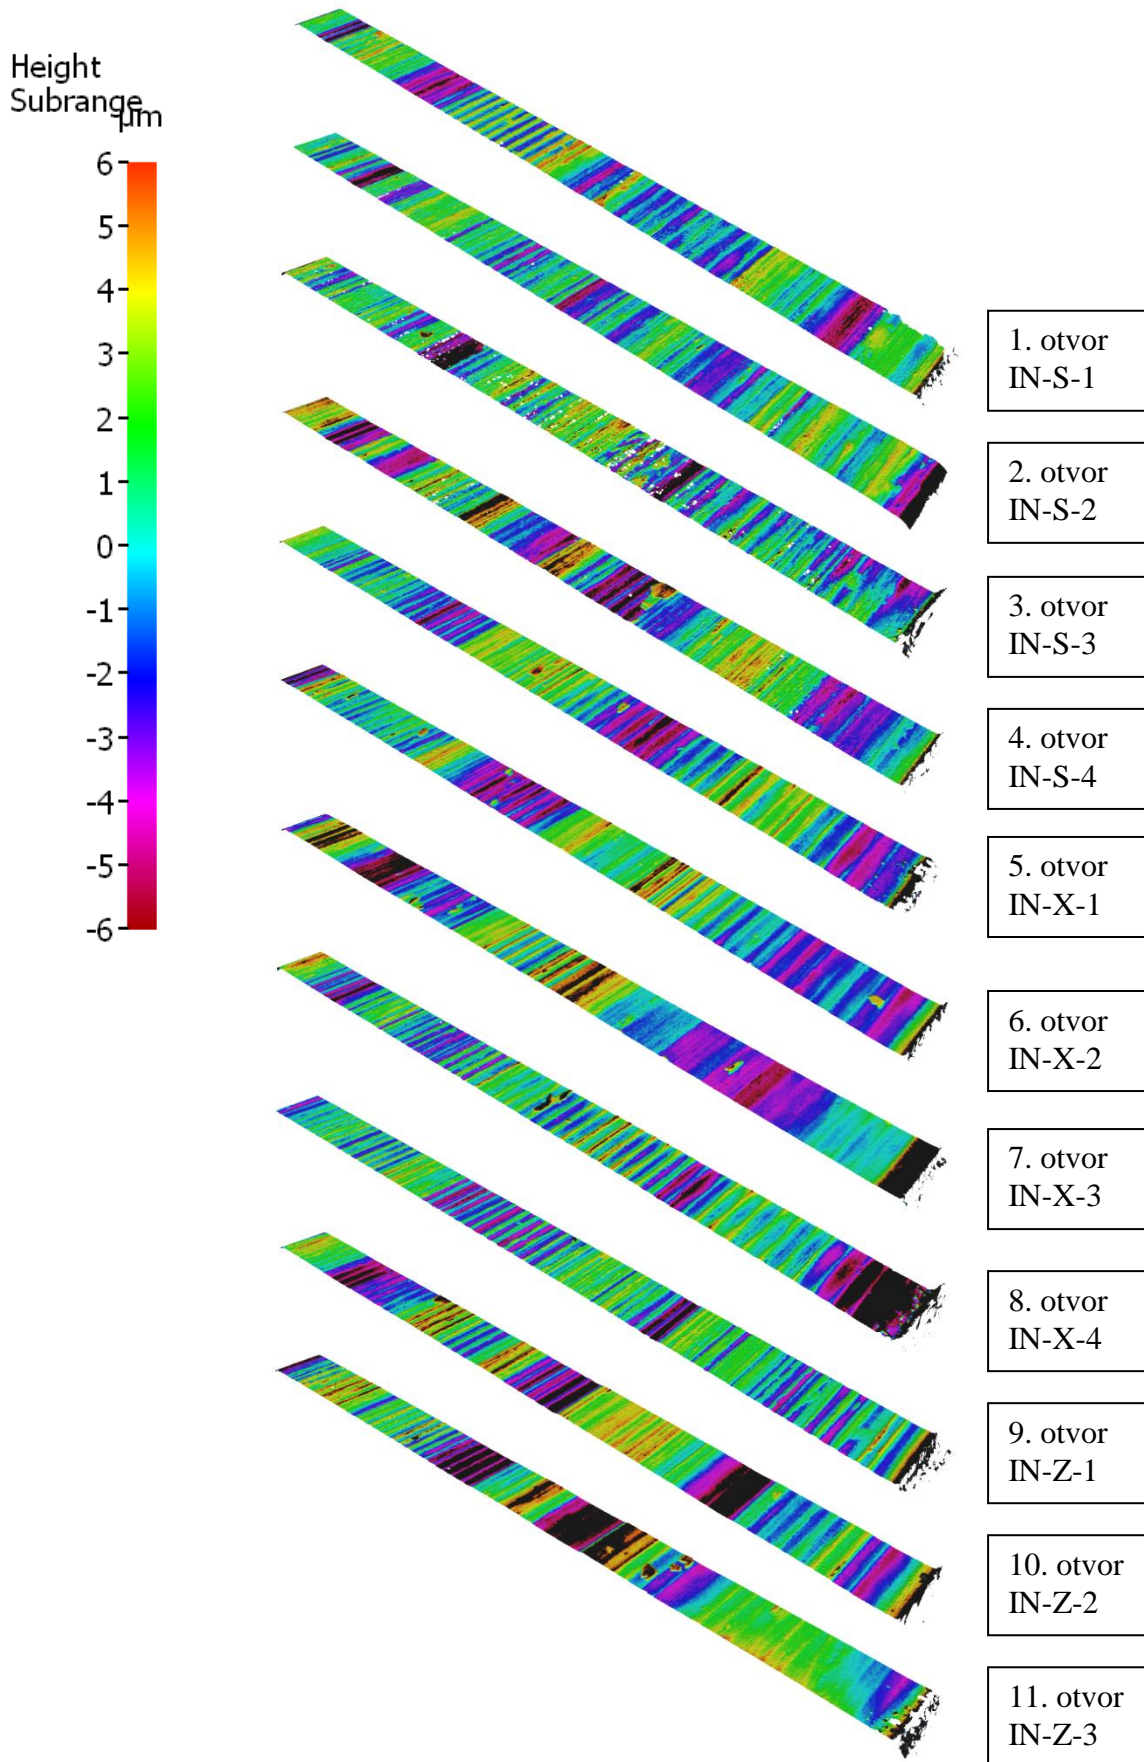 Height
Subrange
µm
6
5
4
3
2
1
0
-1
-2
-3
-4
-5
-6
1. otvor
IN-S-1
2. otvor
IN-S-2
3. otvor
IN-S-3
4. otvor
IN-S-4
5. otvor
IN-X-1
6. otvor
IN-X-2
7. otvor
IN-X-3
8. otvor
IN-X-4
9. otvor
IN-Z-1
10. otvor
IN-Z-2
11. otvor
IN-Z-3